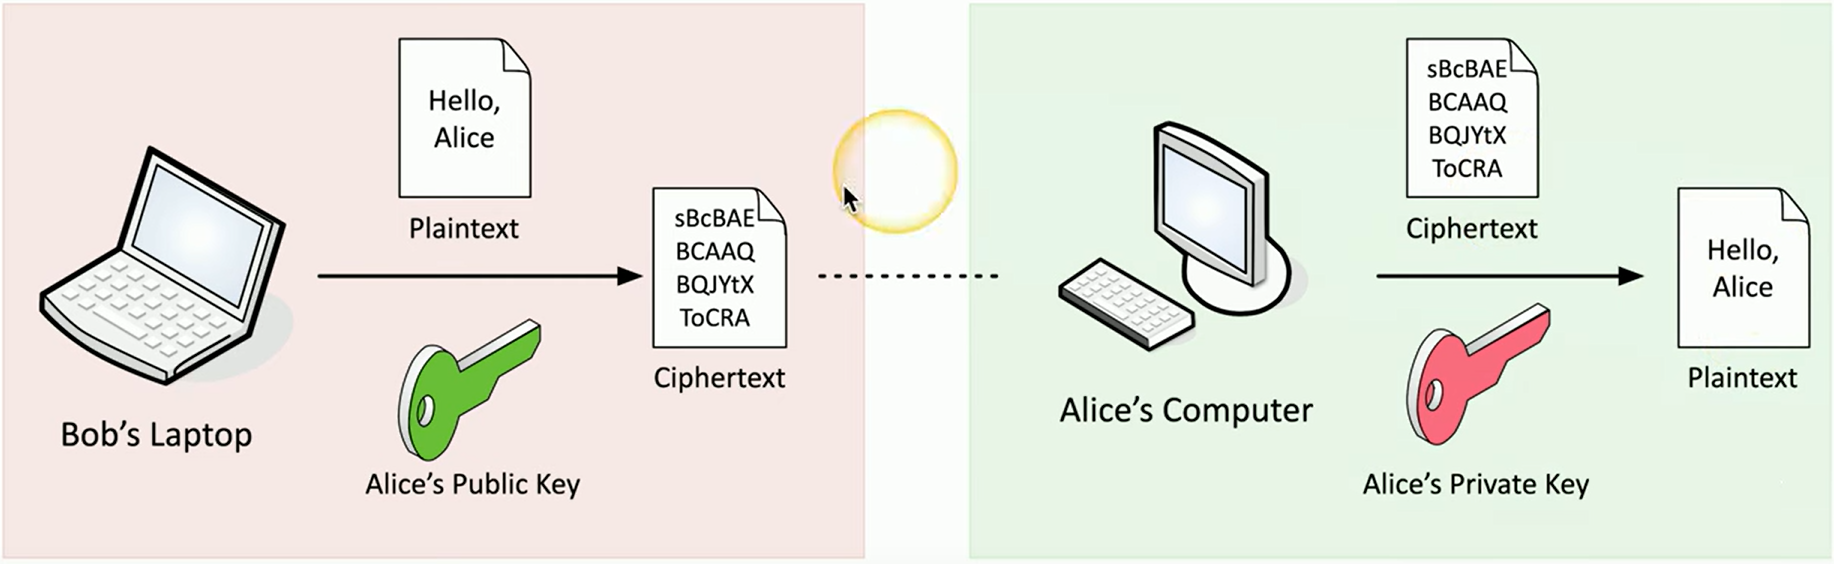 Hello,
Alice
Plaintext
sBcBAE
BCAAQ
BQJYtX
ToCRA
Ciphertext
Bob's Laptop
Alice's Public Key
sBcBAE
BCAAQ
BQJYtX
ToCRA
Ciphertext
Hello,
Alice
Plaintext
Alice's Computer
Alice's Private Key